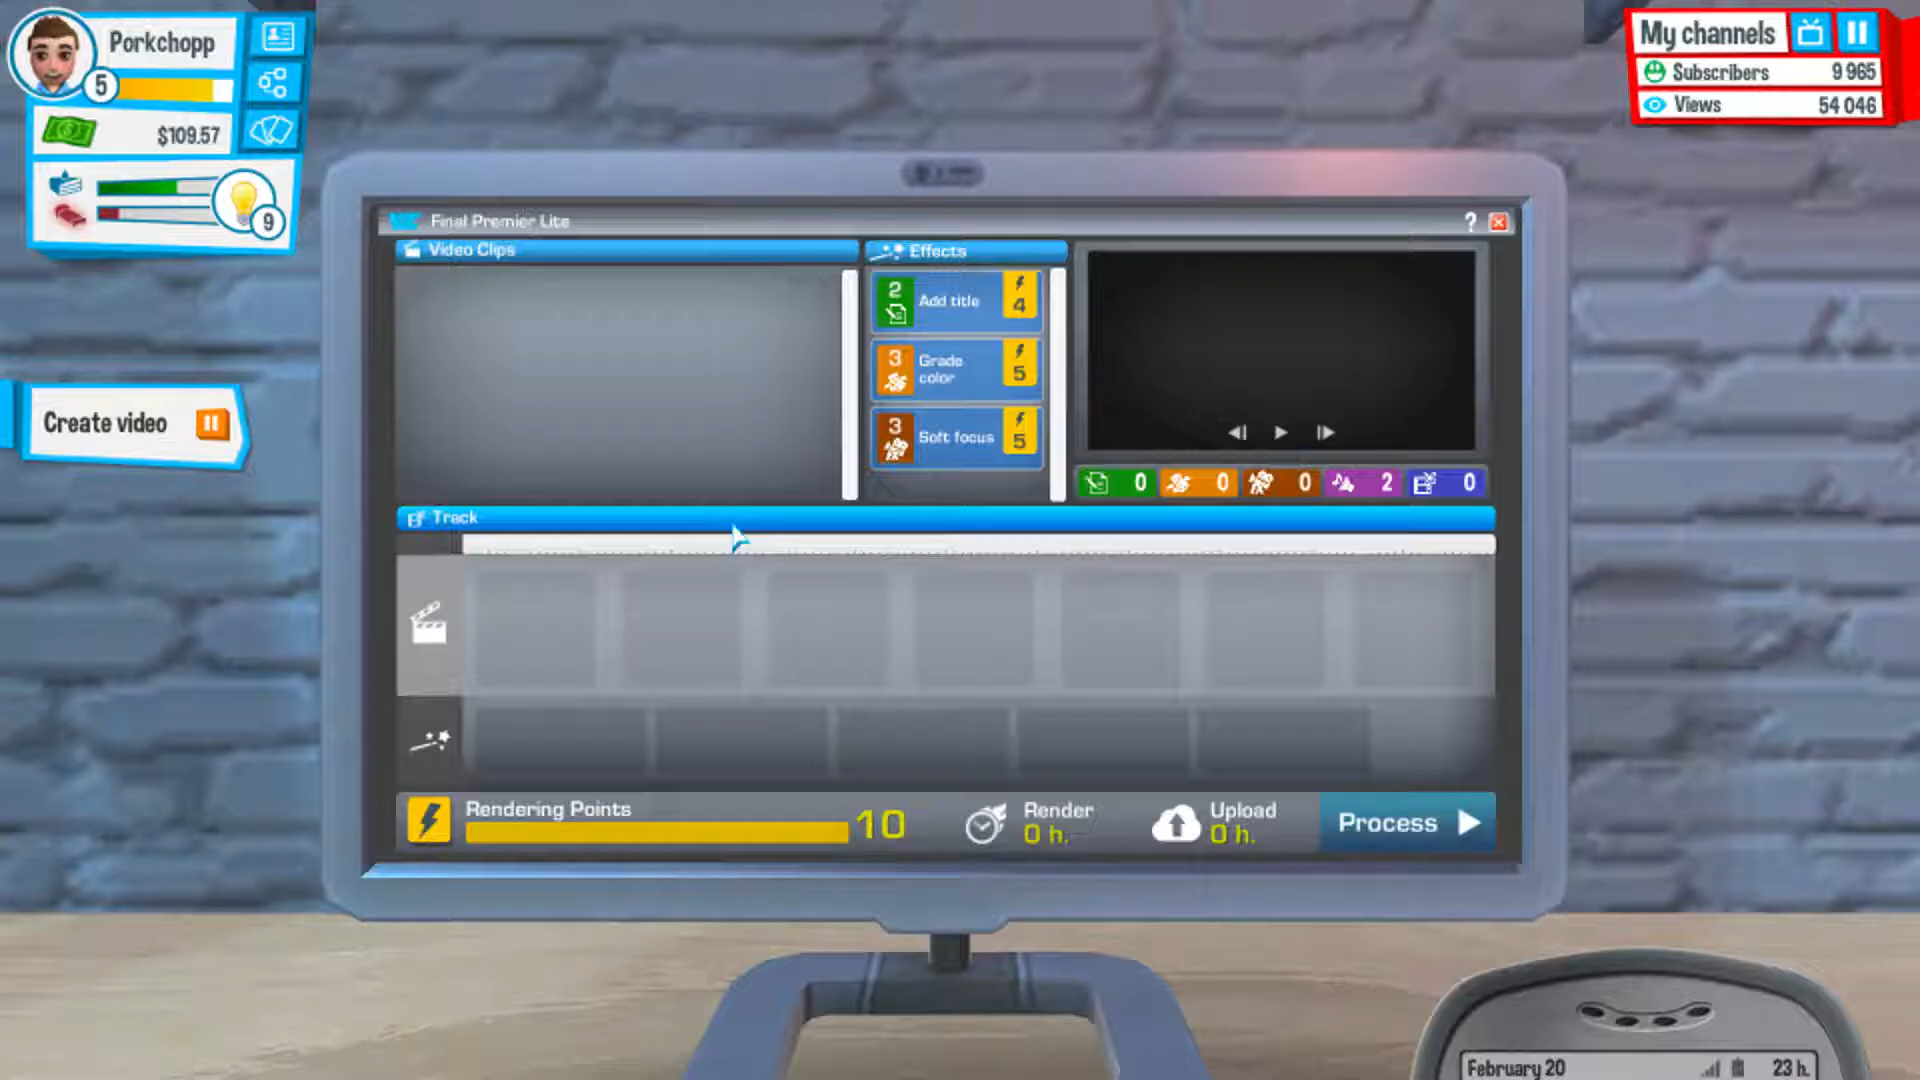 Porkchopp
5
$109.57
9
Create video
My channels
Subscribers 9 965
Views 54 046
Final Premier Lite
?
Video Clips
Effects
2 Add title 4
3 Grade color 5
3 Soft focus 5
0 0 0 2 0
Track
Rendering Points 10
Render
0 h.
Upload
0 h.
Process
February 20 23 h.